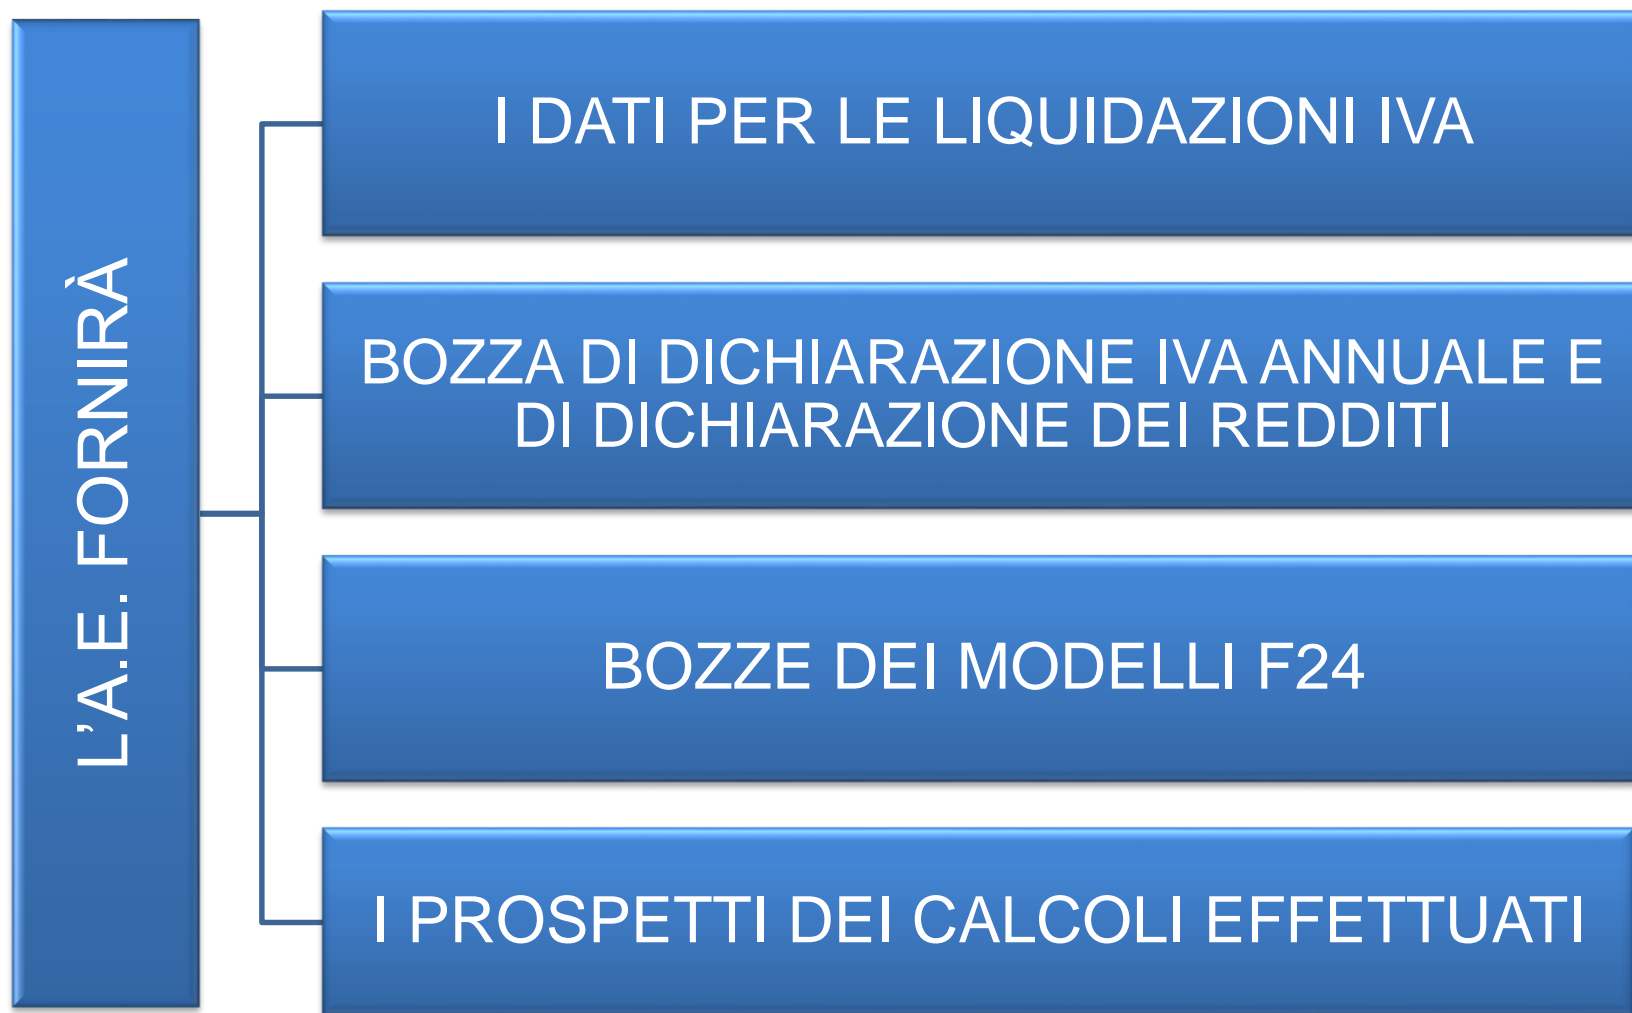 L’A.E. FORNIRÀ
I DATI PER LE LIQUIDAZIONI IVA
BOZZA DI DICHIARAZIONE IVA ANNUALE E
DI DICHIARAZIONE DEI REDDITI
BOZZE DEI MODELLI F24
I PROSPETTI DEI CALCOLI EFFETTUATI